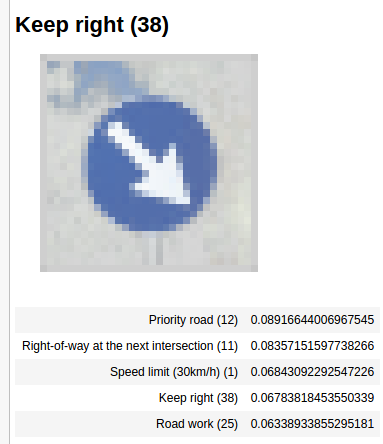 Keep right (38)
Priority road (12) 0.08916644006967545
Right-of-way at the next intersection (11) 0.08357151597738266
Speed limit (30km/h) (1) 0.06843092292547226
Keep right (38) 0.06783818453550339
Road work (25) 0.06338933855295181